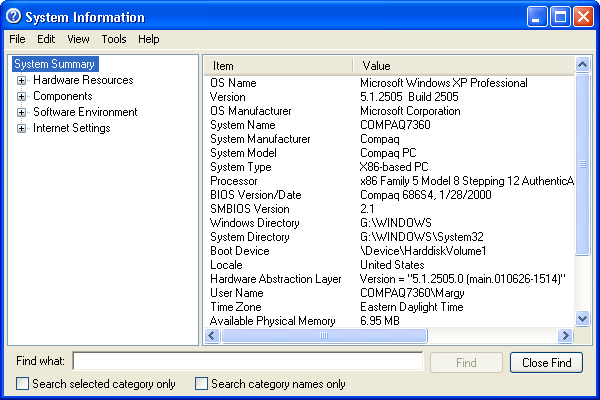 System Information
File Edit View Tools Help
System Summary
Hardware Resources
Components
Software Environment
Internet Settings
Item Value
OS Name Microsoft Windows XP Professional
Version 5.1.2505 Build 2505
OS Manufacturer Microsoft Corporation
System Name COMPAQ7360
System Manufacturer Compaq
System Model Compaq PC
System Type X86-based PC
Processor x86 Family 5 Model 8 Stepping 12 AuthenticA
BIOS Version/Date Compaq 686S4, 1/28/2000
SMBIOS Version 2.1
Windows Directory G:\WINDOWS
System Directory G:\WINDOWS\System32
Boot Device \Device\HarddiskVolume1
Locale United States
Hardware Abstraction Layer Version = "5.1.2505.0 (main.010626-1514)"
User Name COMPAQ7360\Margy
Time Zone Eastern Daylight Time
Available Physical Memory 6.95 MB
Find what: Find Close Find
Search selected category only Search category names only